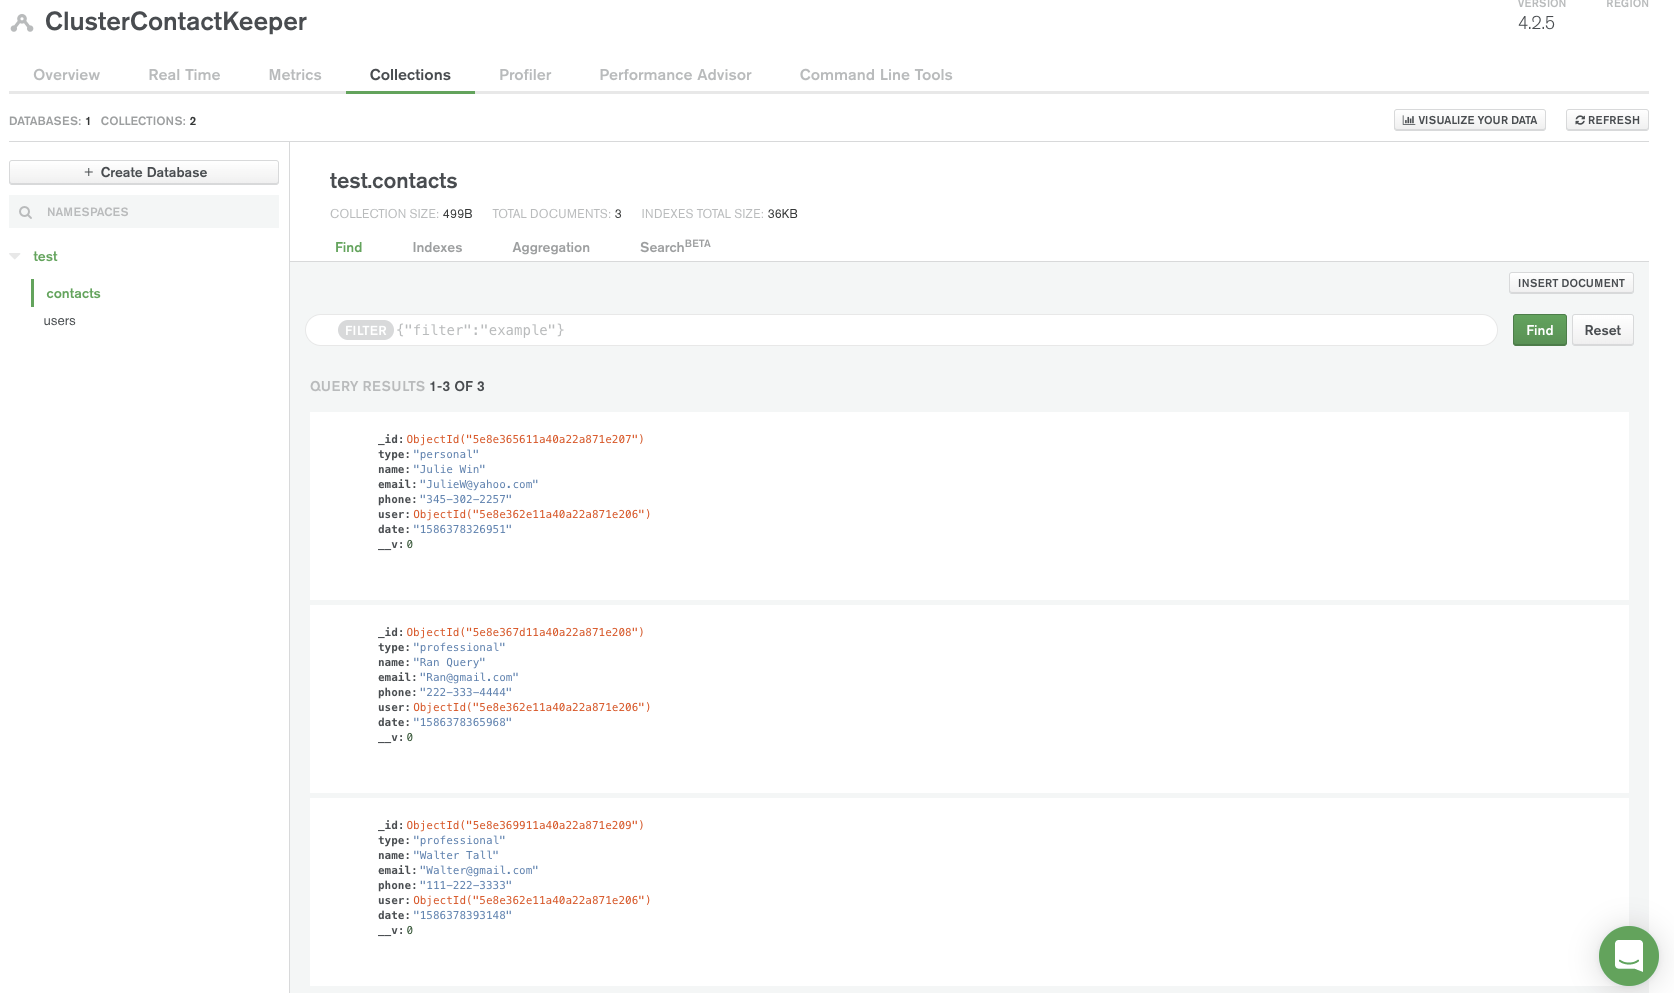 ClusterContactKeeper
VERSION REGION
4.2.5
Overview Real Time Metrics Collections Profiler Performance Advisor Command Line Tools
DATABASES: 1 COLLECTIONS: 2
VISUALIZE YOUR DATA REFRESH
+ Create Database
NAMESPACES
test
contacts
users
test.contacts
COLLECTION SIZE: 499B TOTAL DOCUMENTS: 3 INDEXES TOTAL SIZE: 36KB
Find Indexes Aggregation SearchBETA
INSERT DOCUMENT
FILTER {"filter":"example"} Find Reset
QUERY RESULTS 1-3 OF 3
_id: ObjectId("5e8e365611a40a22a871e207")
type: "personal"
name: "Julie Win"
email: "JulieW@yahoo.com"
phone: "345-302-2257"
user: ObjectId("5e8e362e11a40a22a871e206")
date: "1586378326951"
__v: 0
_id: ObjectId("5e8e367d11a40a22a871e208")
type: "professional"
name: "Ran Query"
email: "Ran@gmail.com"
phone: "222-333-4444"
user: ObjectId("5e8e362e11a40a22a871e206")
date: "1586378365968"
__v: 0
_id: ObjectId("5e8e369911a40a22a871e209")
type: "professional"
name: "Walter Tall"
email: "Walter@gmail.com"
phone: "111-222-3333"
user: ObjectId("5e8e362e11a40a22a871e206")
date: "1586378393148"
__v: 0